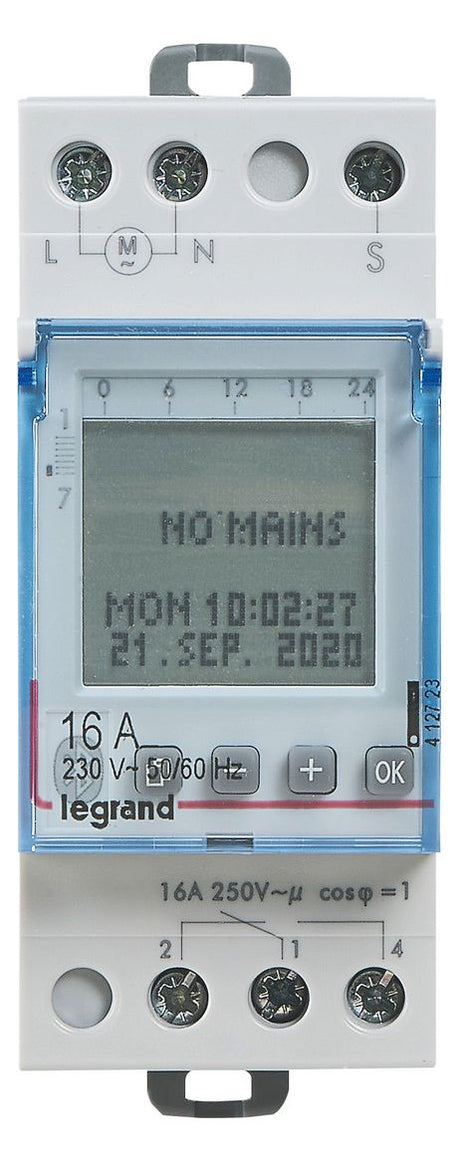 L M ~ N S
0 6 12 18 24
1
7
NO MAINS
MON 10:02:27
21.SEP. 2020
16 A
4 127 23
230 V~ 50/60 Hz
- + OK
legrand
16A 250V~µ cosφ=1
2 1 4